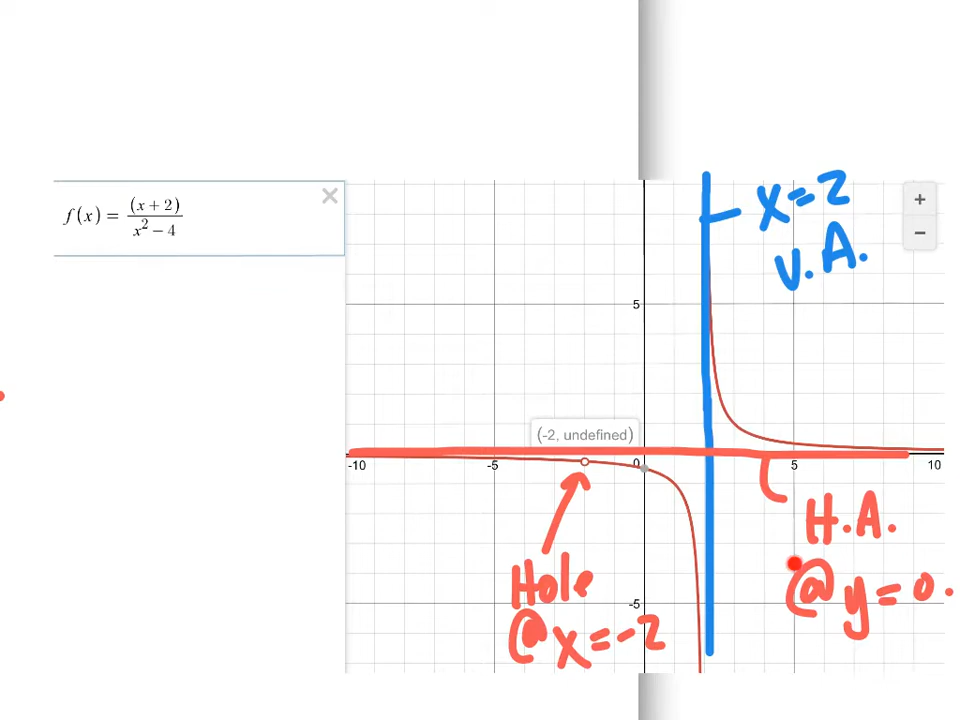 f(x) = (x + 2) / x² − 4
x=2
V.A.
5
(-2, undefined)
-10
-5
0
5
10
H.A.
@ y=0.
Hole
@ x=-2
-5